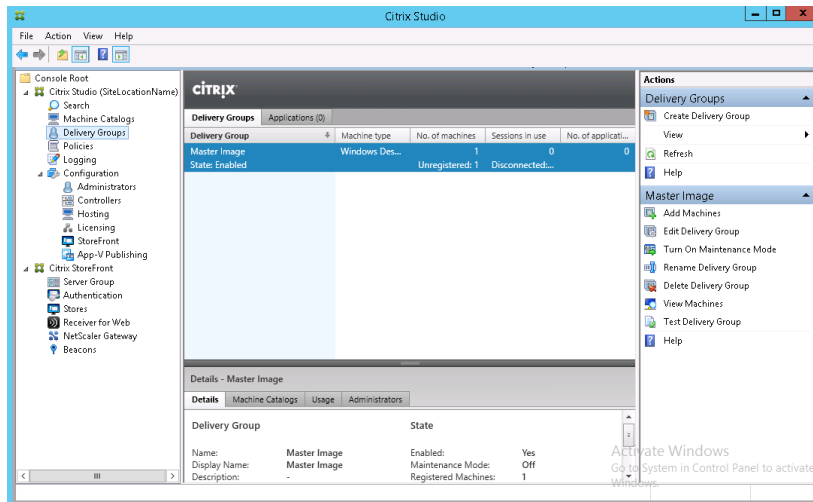 Citrix Studio
File Action View Help
Console Root
Citrix Studio (SiteLocationName)
Search
Machine Catalogs
Delivery Groups
Policies
Logging
Configuration
Administrators
Controllers
Hosting
Licensing
StoreFront
App-V Publishing
Citrix StoreFront
Server Group
Authentication
Stores
Receiver for Web
NetScaler Gateway
Beacons
CİTRIX
Delivery Groups Applications (0)
Delivery Group Machine type No. of machines Sessions in use No. of applicati...
Master Image Windows Des... 1 0 0
State: Enabled Unregistered: 1 Disconnected:...
Details - Master Image
Details Machine Catalogs Usage Administrators
Delivery Group State
Name: Master Image Enabled: Yes
Display Name: Master Image Maintenance Mode: Off
Description: - Registered Machines: 1
Actions
Delivery Groups
Create Delivery Group
View
Refresh
Help
Master Image
Add Machines
Edit Delivery Group
Turn On Maintenance Mode
Rename Delivery Group
Delete Delivery Group
View Machines
Test Delivery Group
Help
Activate Windows
Go to System in Control Panel to activate
Windows.